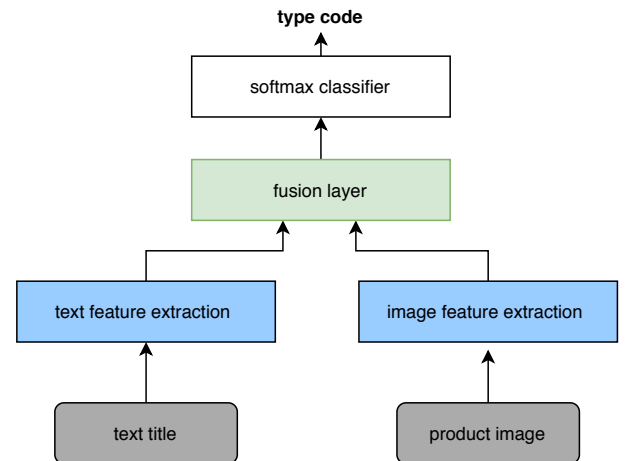 type code
softmax classifier
fusion layer
text feature extraction
image feature extraction
text title
product image